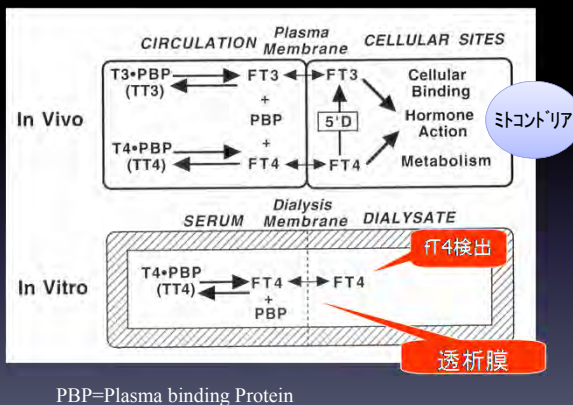 CIRCULATION Plasma Membrane CELLULAR SITES
In Vivo
T3•PBP (TT3) FT3 FT3
+
PBP
+
T4•PBP (TT4) FT4 FT4
5'D
Cellular Binding
Hormone Action
Metabolism
ミトコンドリア
SERUM Dialysis Membrane DIALYSATE
In Vitro
T4•PBP (TT4) FT4 FT4
+
PBP
fT4検出
透析膜
PBP=Plasma binding Protein